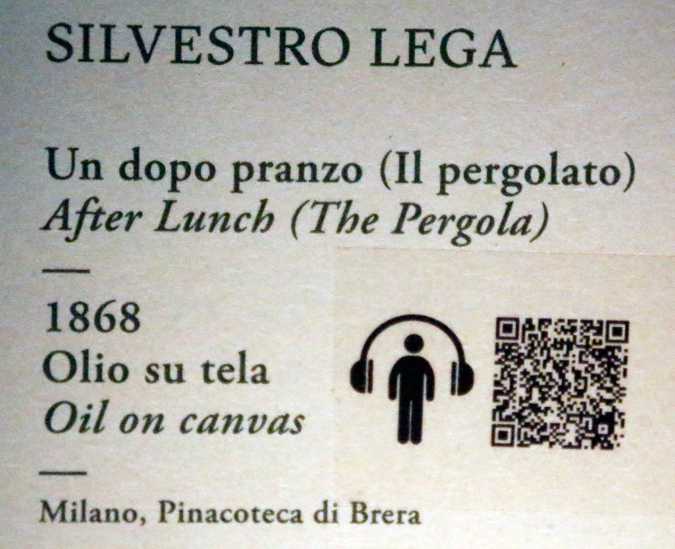 SILVESTRO LEGA
Un dopo pranzo (Il pergolato)
After Lunch (The Pergola)
1868
Olio su tela
Oil on canvas
Milano, Pinacoteca di Brera